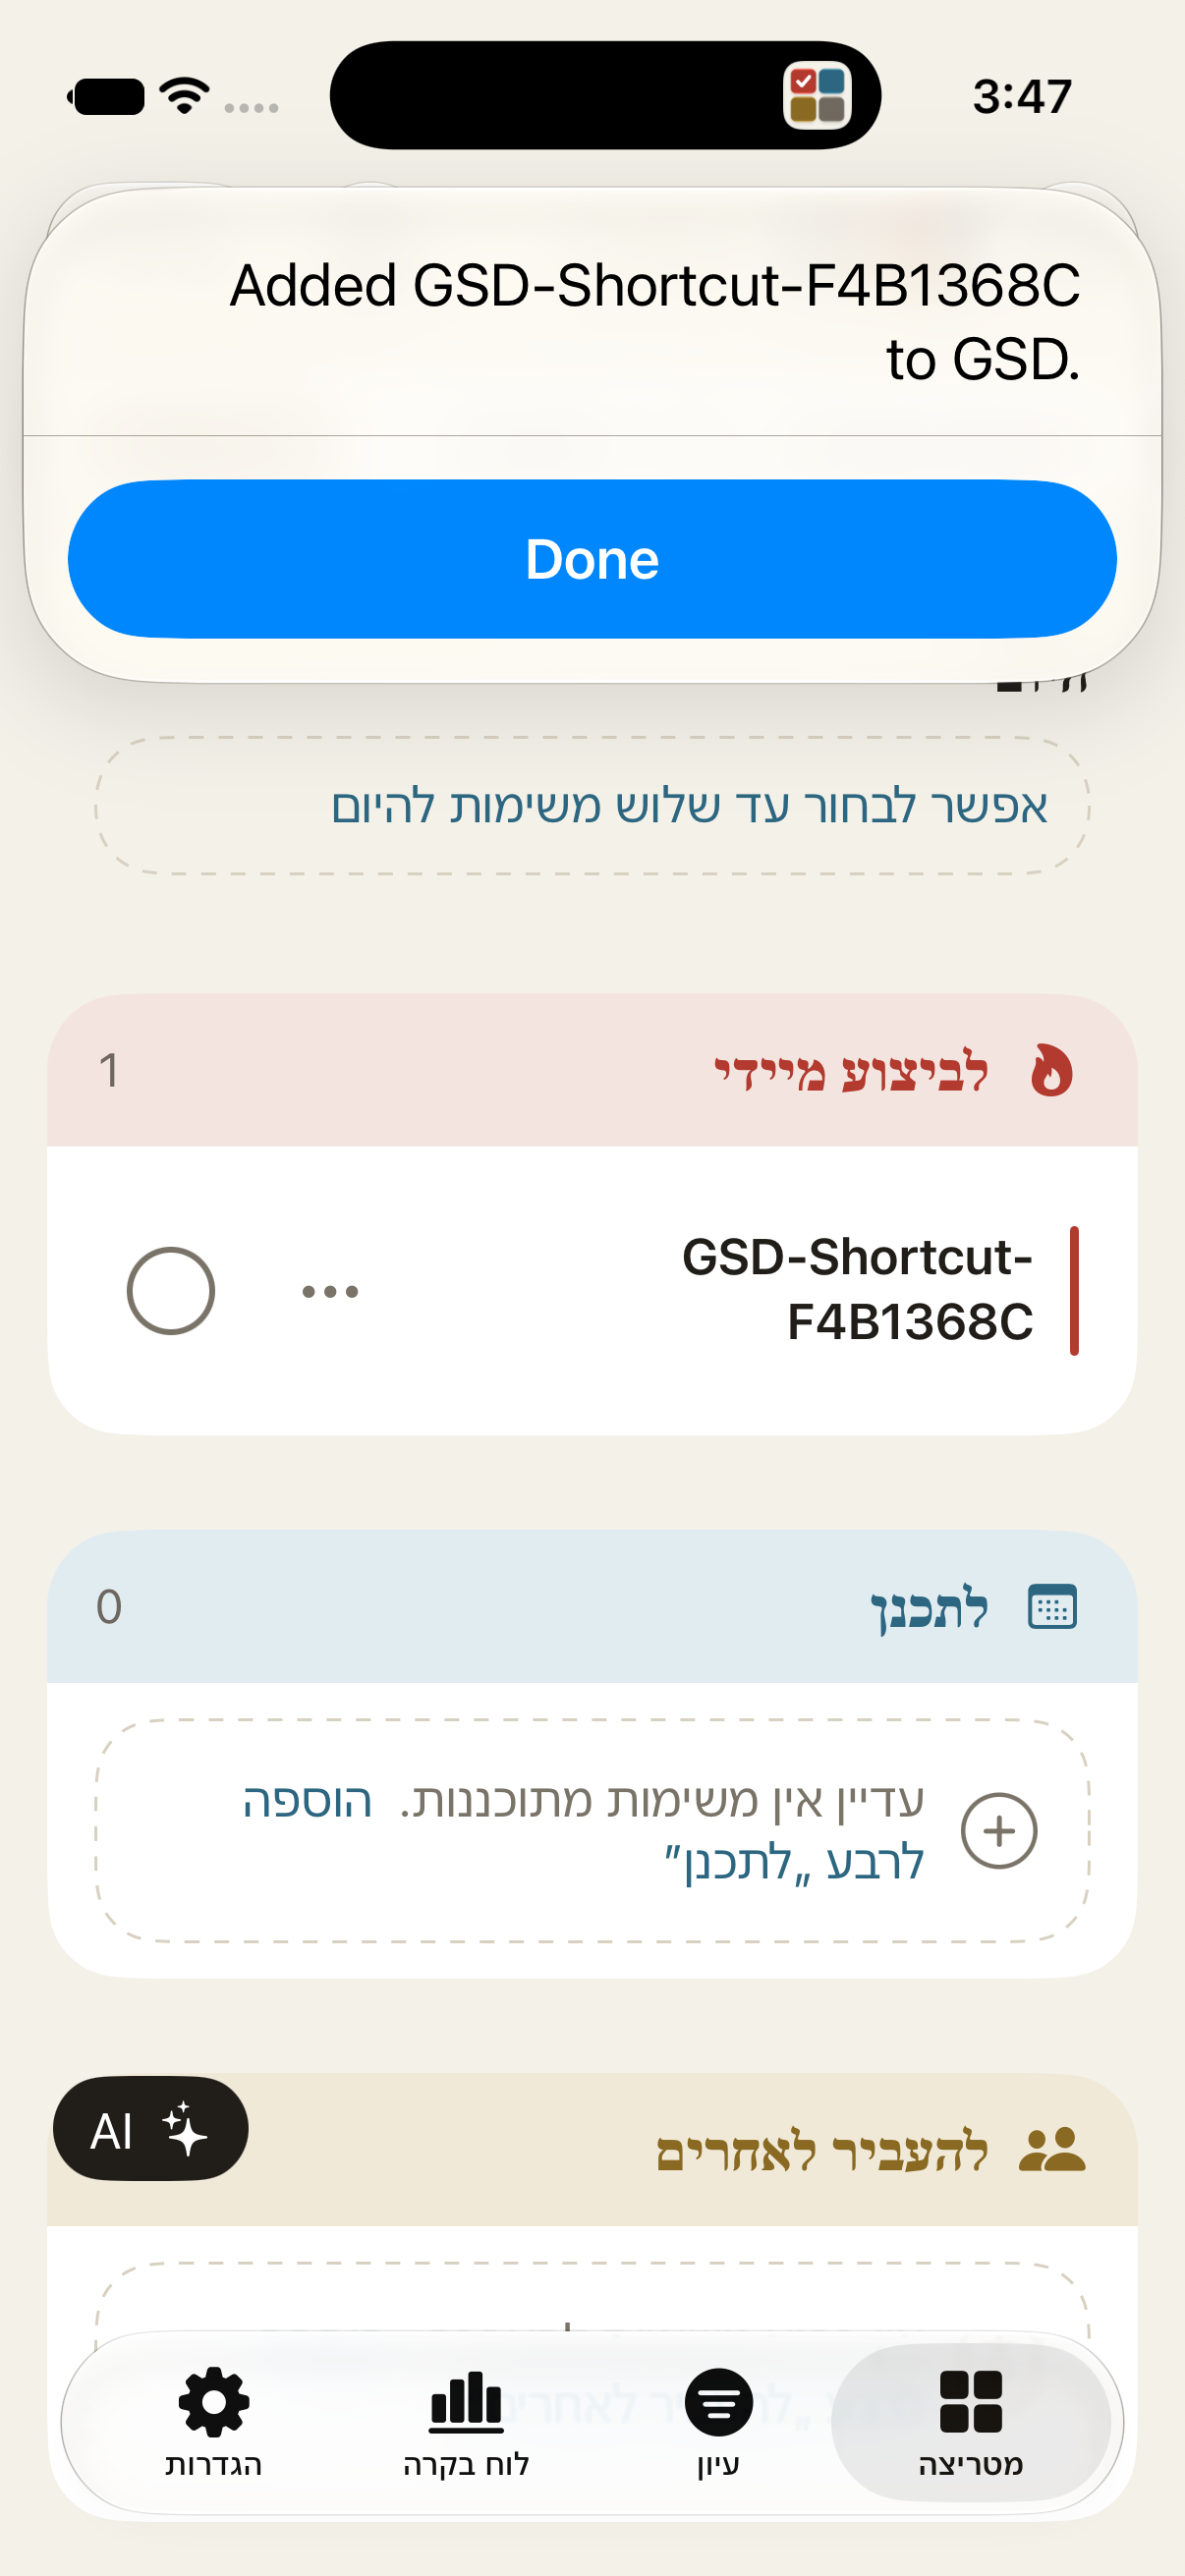 3:47
Added GSD-Shortcut-F4B1368C
to GSD.
Done
אפשר לבחור עד שלוש משימות להיום
לביצוע מיידי
1
GSD-Shortcut-
F4B1368C
לתכנן
0
עדיין אין משימות מתוכננות. הוספה
לרבע „לתכנן”
להעביר לאחרים
AI
מטריצה
עיון
לוח בקרה
הגדרות